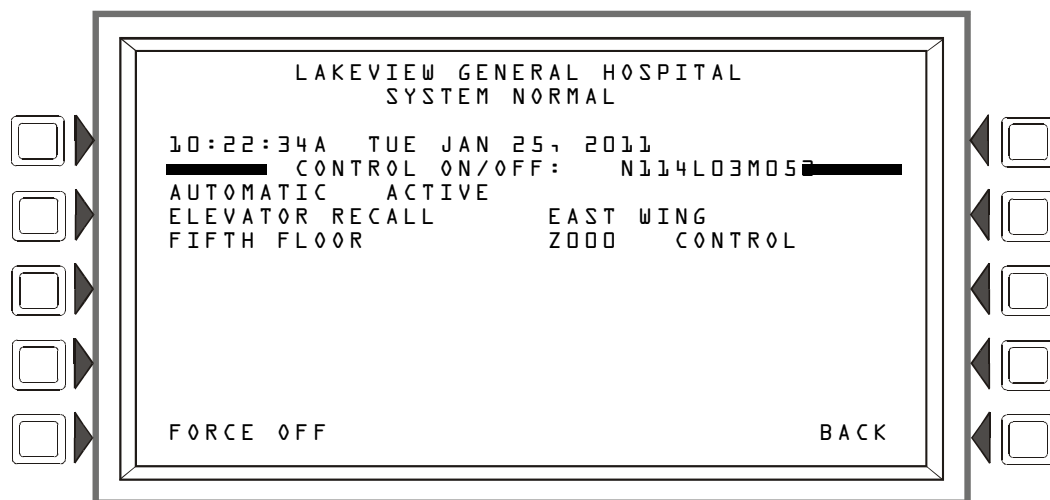 LAKEVIEW GENERAL HOSPITAL
SYSTEM NORMAL
10:22:34A TUE JAN 25, 2011
CONTROL ON/OFF: N114L03M053
AUTOMATIC ACTIVE
ELEVATOR RECALL EAST WING
FIFTH FLOOR Z000 CONTROL
FORCE OFF BACK